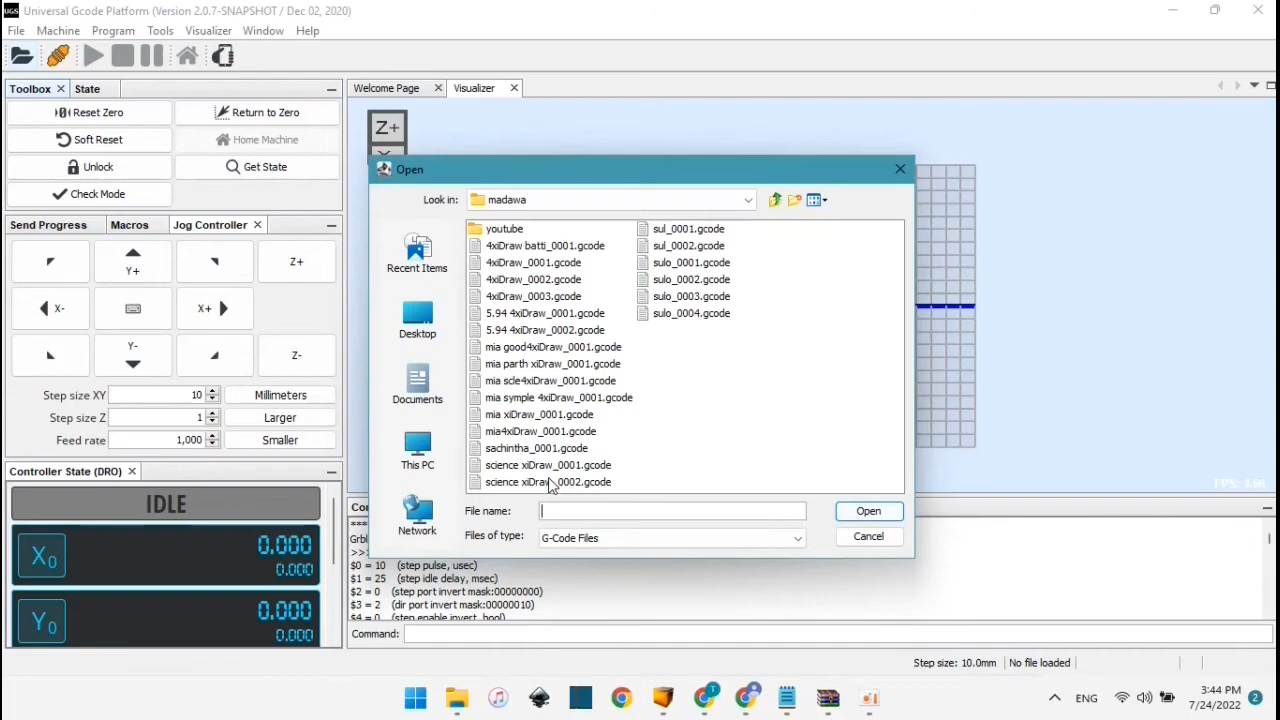 UGS Universal Gcode Platform (Version 2.0.7-SNAPSHOT / Dec 02, 2020)
File Machine Program Tools Visualizer Window Help
Toolbox State
Reset Zero Return to Zero
Soft Reset Home Machine
Unlock Get State
Check Mode
Send Progress Macros Jog Controller
Y+ Z+
X- X+
Y- Z-
Step size XY 10 Millimeters
Step size Z 1 Larger
Feed rate 1,000 Smaller
Controller State (DRO)
IDLE
X0 0.000
0.000
Y0 0.000
0.000
Welcome Page Visualizer
Z+
Open
Look in: madawa
Recent Items
Desktop
Documents
This PC
Network
youtube
4xiDraw batti_0001.gcode
4xiDraw_0001.gcode
4xiDraw_0002.gcode
4xiDraw_0003.gcode
5.94 4xiDraw_0001.gcode
5.94 4xiDraw_0002.gcode
mia good4xiDraw_0001.gcode
mia parth xiDraw_0001.gcode
mia scle4xiDraw_0001.gcode
mia symple 4xiDraw_0001.gcode
mia xiDraw_0001.gcode
mia4xiDraw_0001.gcode
sachintha_0001.gcode
science xiDraw_0001.gcode
science xiDraw_0002.gcode
sul_0001.gcode
sul_0002.gcode
sulo_0001.gcode
sulo_0002.gcode
sulo_0003.gcode
sulo_0004.gcode
File name: Open
Files of type: G-Code Files Cancel
Co
***
Grbl
>>>
$0 = 10 (step pulse, usec)
$1 = 25 (step idle delay, msec)
$2 = 0 (step port invert mask:00000000)
$3 = 2 (dir port invert mask:00000010)
$4 = 0 (step enable invert, bool)
Command:
Step size: 10.0mm No file loaded
ENG 3:44 PM
7/24/2022 2